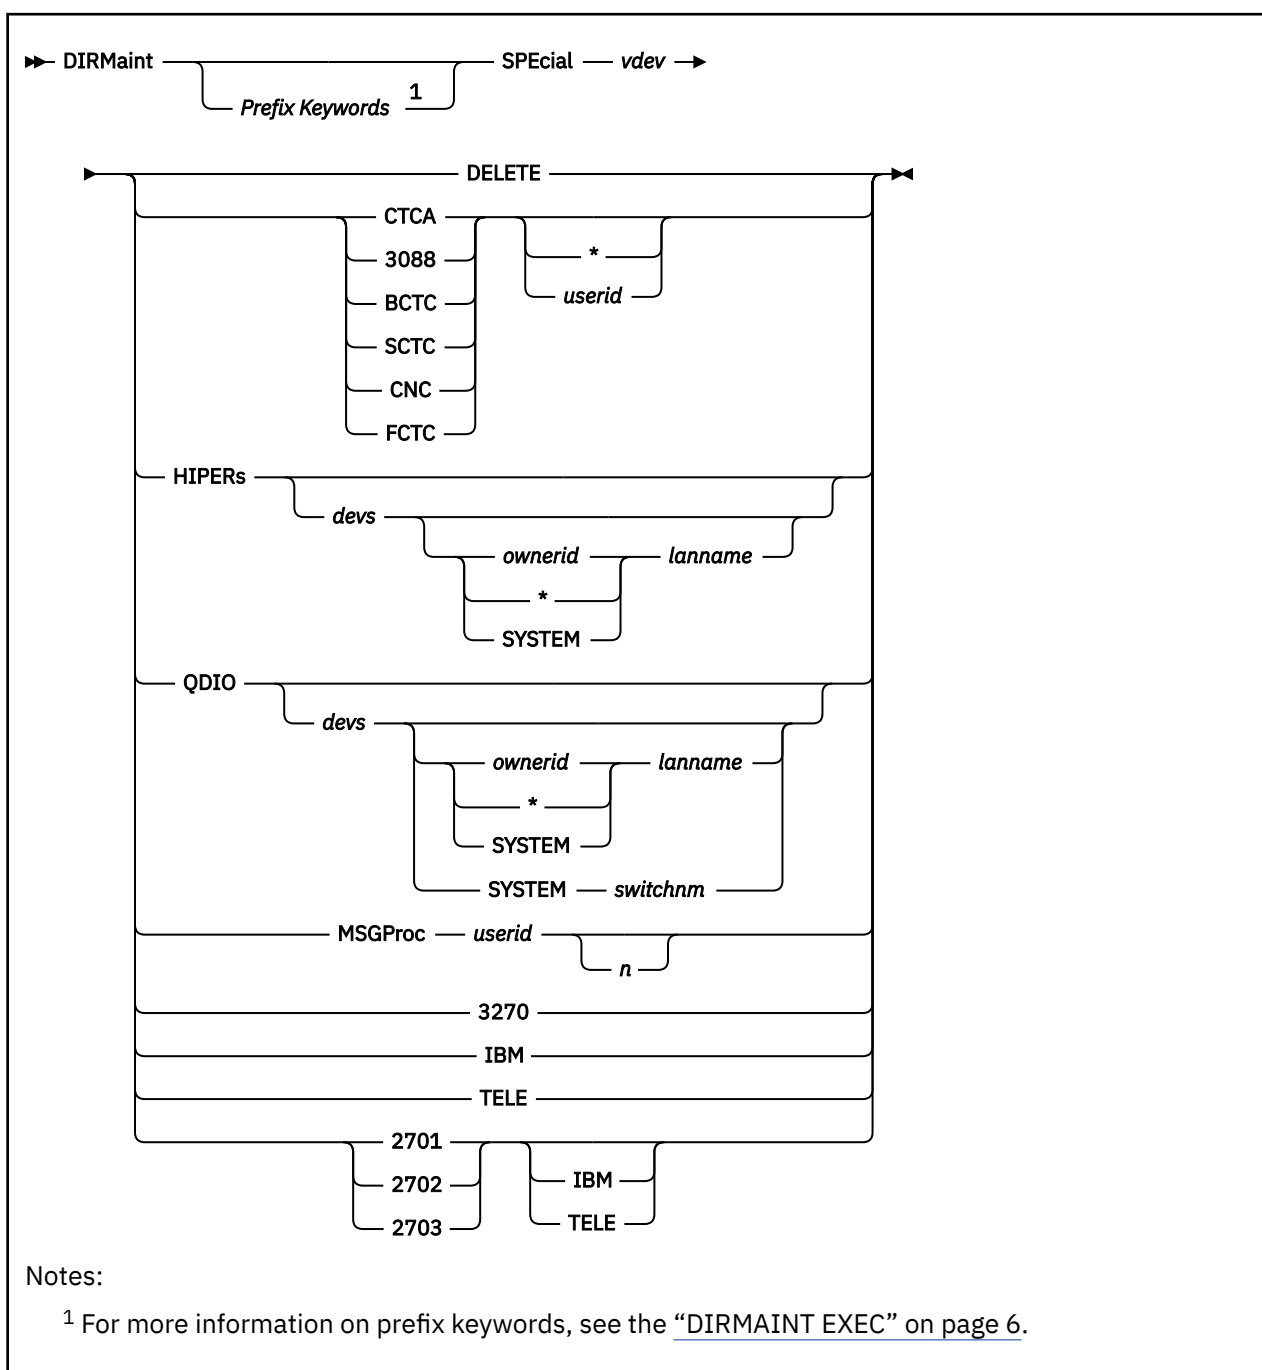 DIRMaint SPEcial vdev
Prefix Keywords 1
DELETE
CTCA
*
3088
userid
BCTC
SCTC
CNC
FCTC
HIPERs
devs
ownerid lanname
*
SYSTEM
QDIO
devs
ownerid lanname
*
SYSTEM
SYSTEM switchnm
MSGProc userid
n
3270
IBM
TELE
2701
2702 IBM
2703 TELE
Notes:
1 For more information on prefix keywords, see the “DIRMAINT EXEC” on page 6.